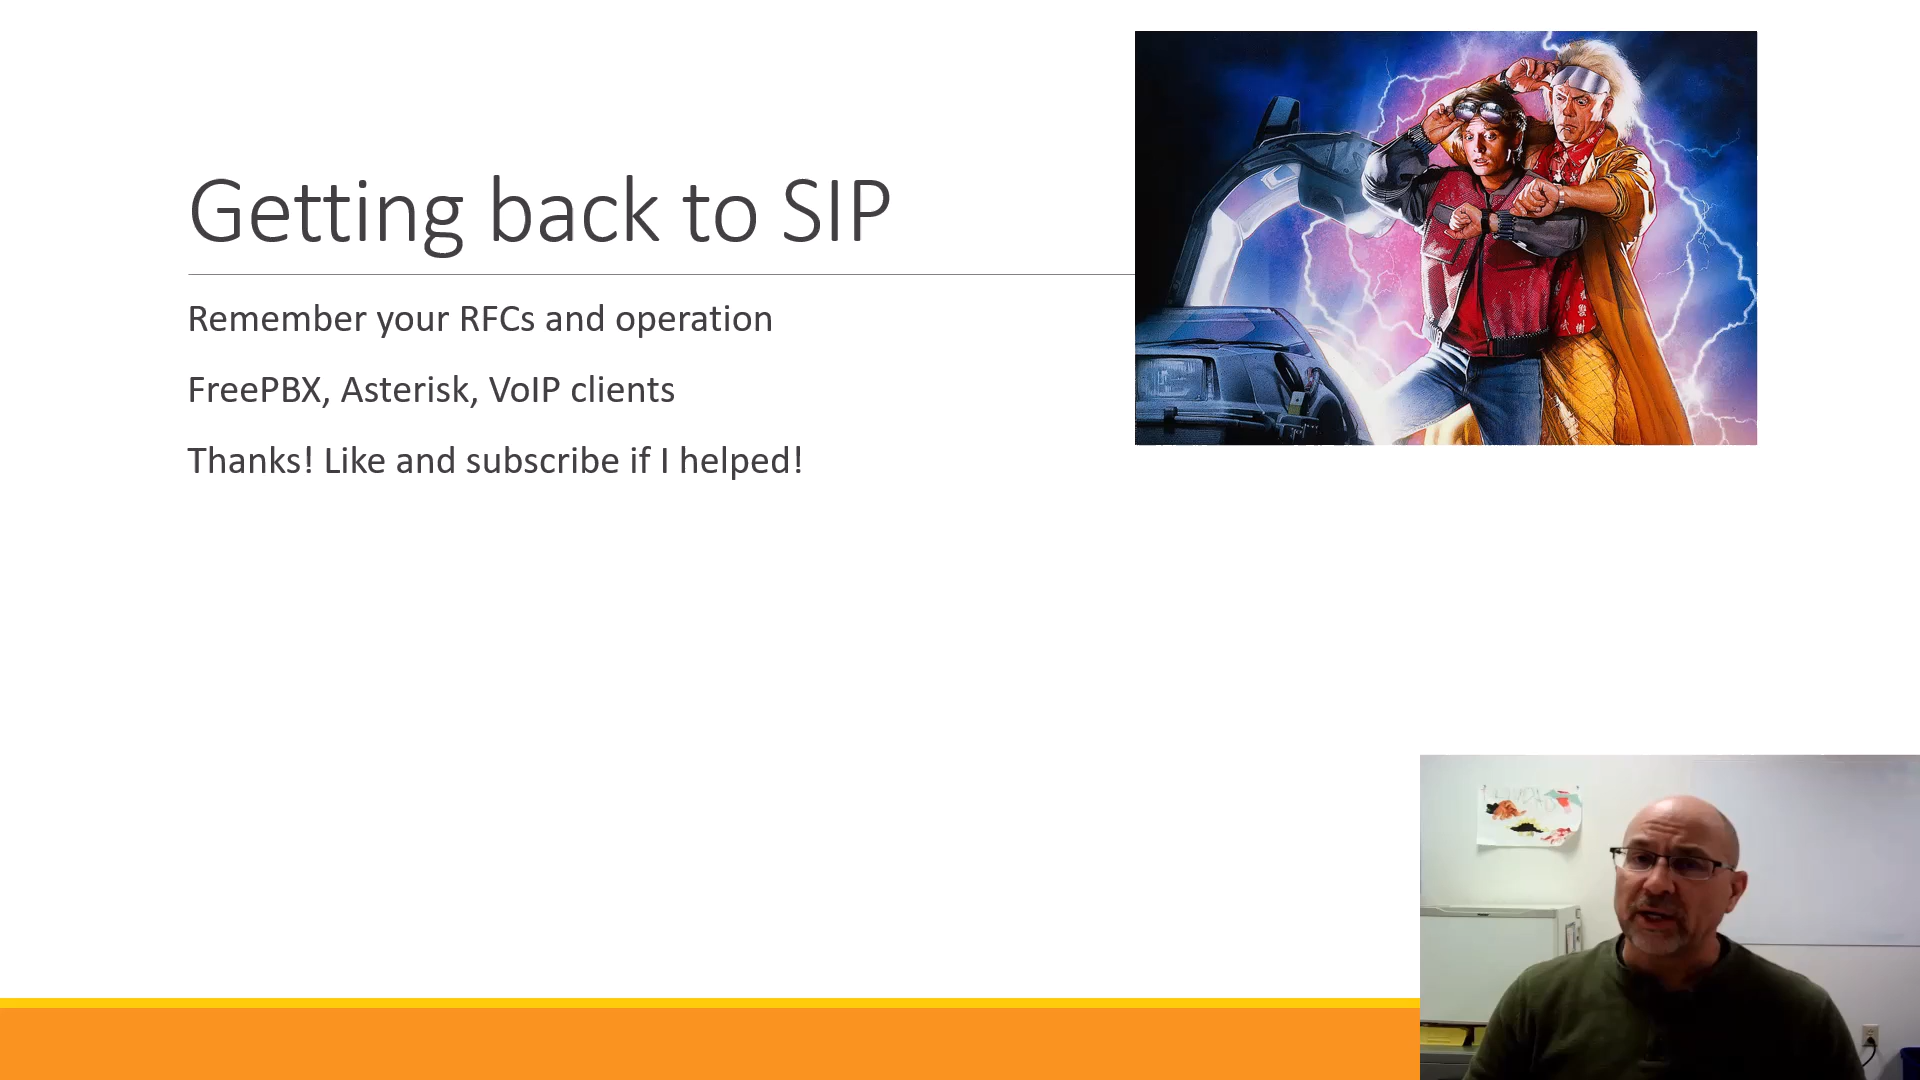 Getting back to SIP
Remember your RFCs and operation
FreePBX, Asterisk, VoIP clients
Thanks! Like and subscribe if I helped!